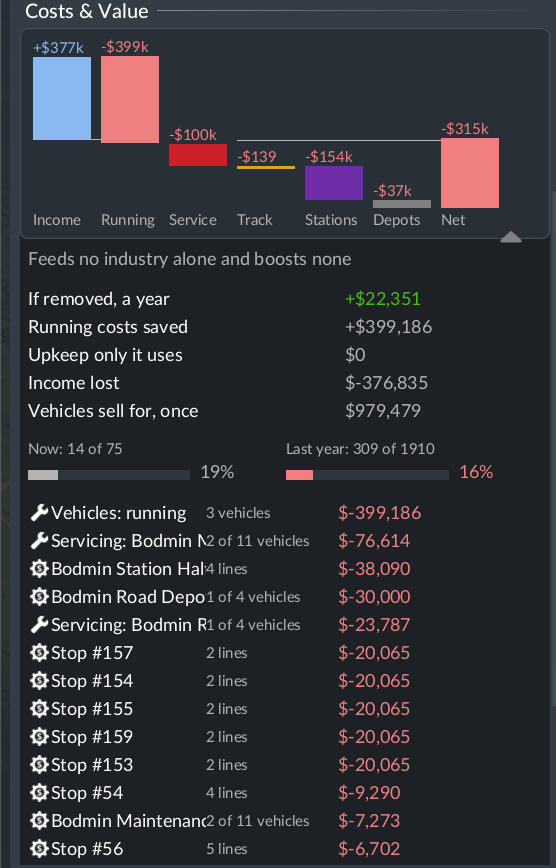 Costs & Value
+$377k
-$399k
-$100k
-$139
-$154k
-$37k
-$315k
Income Running Service Track Stations Depots Net
Feeds no industry alone and boosts none
If removed, a year +$22,351
Running costs saved +$399,186
Upkeep only it uses $0
Income lost $-376,835
Vehicles sell for, once $979,479
Now: 14 of 75 Last year: 309 of 1910
19% 16%
Vehicles: running 3 vehicles $-399,186
Servicing: Bodmin 2 of 11 vehicles $-76,614
Bodmin Station Hal 4 lines $-38,090
Bodmin Road Depo 1 of 4 vehicles $-30,000
Servicing: Bodmin R 1 of 4 vehicles $-23,787
Stop #157 2 lines $-20,065
Stop #154 2 lines $-20,065
Stop #155 2 lines $-20,065
Stop #159 2 lines $-20,065
Stop #153 2 lines $-20,065
Stop #54 4 lines $-9,290
Bodmin Maintenanc 2 of 11 vehicles $-7,273
Stop #56 5 lines $-6,702